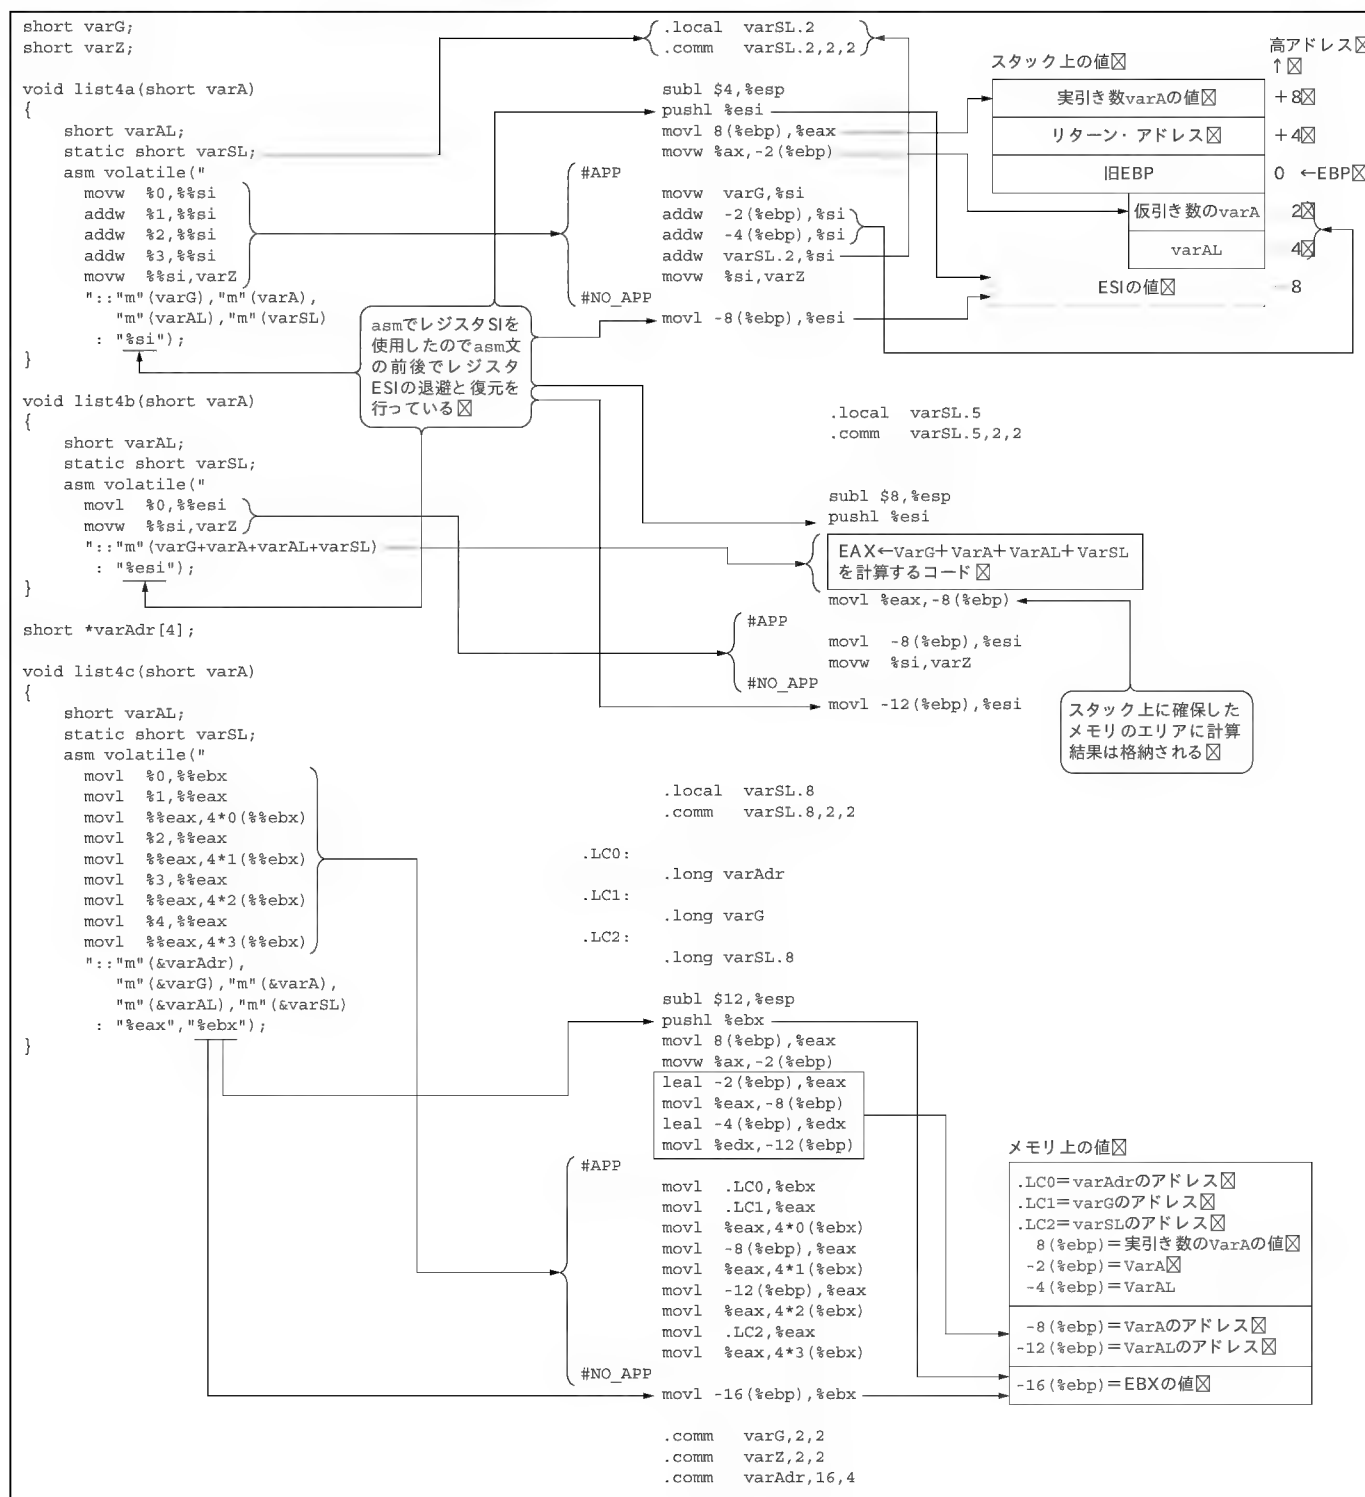 short varG;
short varZ;
void list4a(short varA)
{
short varAL;
static short varSL;
asm volatile("
movw %0,%%si
addw %1,%%si
addw %2,%%si
addw %3,%%si
movw %%si,varZ
"::"m"(varG),"m"(varA),
"m"(varAL),"m"(varSL)
: "%si");
}
void list4b(short varA)
{
short varAL;
static short varSL;
asm volatile("
movl %0,%%esi
movw %%si,varZ
"::"m"(varG+varA+varAL+varSL)
: "%esi");
}
short *varAdr[4];
void list4c(short varA)
{
short varAL;
static short varSL;
asm volatile("
movl %0,%%ebx
movl %1,%%eax
movl %%eax,4*0(%%ebx)
movl %2,%%eax
movl %%eax,4*1(%%ebx)
movl %3,%%eax
movl %%eax,4*2(%%ebx)
movl %4,%%eax
movl %%eax,4*3(%%ebx)
"::"m"(&varAdr),
"m"(&varG),"m"(&varA),
"m"(&varAL),"m"(&varSL)
: "%eax","%ebx");
}
asmでレジスタSIを
使用したのでasm文
の前後でレジスタ
ESIの退避と復元を
行っている
.local varSL.2
.comm varSL.2,2,2
subl $4,%esp
pushl %esi
movl 8(%ebp),%eax
movw %ax,-2(%ebp)
#APP
movw varG,%si
addw -2(%ebp),%si
addw -4(%ebp),%si
addw varSL.2,%si
movw %si,varZ
#NO_APP
movl -8(%ebp),%esi
スタック上の値
高アドレス
↑
実引き数varAの値 +8
リターン・アドレス +4
旧EBP 0 ←EBP
仮引き数のvarA 2
varAL 4
ESIの値 8
.local varSL.5
.comm varSL.5,2,2
subl $8,%esp
pushl %esi
EAX←VarG+VarA+VarAL+VarSL
を計算するコード
movl %eax,-8(%ebp)
#APP
movl -8(%ebp),%esi
movw %si,varZ
#NO_APP
movl -12(%ebp),%esi
スタック上に確保した
メモリのエリアに計算
結果は格納される
.local varSL.8
.comm varSL.8,2,2
.LC0:
.long varAdr
.LC1:
.long varG
.LC2:
.long varSL.8
subl $12,%esp
pushl %ebx
movl 8(%ebp),%eax
movw %ax,-2(%ebp)
leal -2(%ebp),%eax
movl %eax,-8(%ebp)
leal -4(%ebp),%edx
movl %edx,-12(%ebp)
#APP
movl .LC0,%ebx
movl .LC1,%eax
movl %eax,4*0(%ebx)
movl -8(%ebp),%eax
movl %eax,4*1(%ebx)
movl -12(%ebp),%eax
movl %eax,4*2(%ebx)
movl .LC2,%eax
movl %eax,4*3(%ebx)
#NO_APP
movl -16(%ebp),%ebx
.comm varG,2,2
.comm varZ,2,2
.comm varAdr,16,4
メモリ上の値
.LC0=varAdrのアドレス
.LC1=varGのアドレス
.LC2=varSLのアドレス
8(%ebp)=実引き数のVarAの値
-2(%ebp)=VarA
-4(%ebp)=VarAL
-8(%ebp)=VarAのアドレス
-12(%ebp)=VarALのアドレス
-16(%ebp)=EBXの値